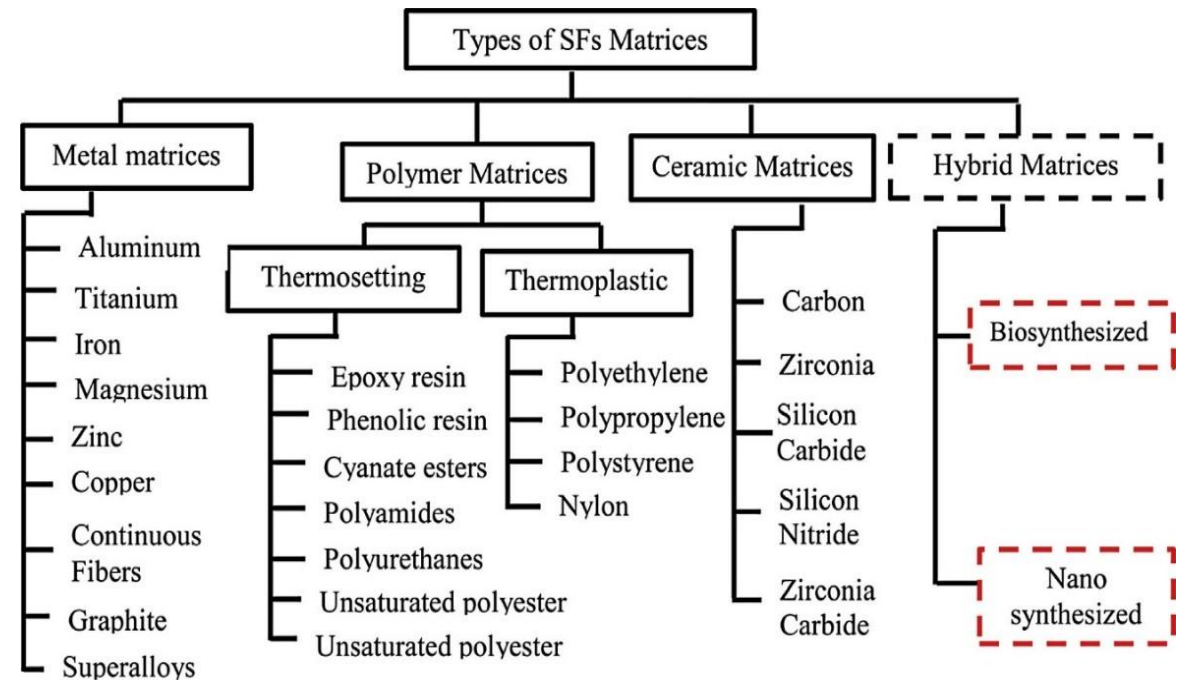 Types of SFs Matrices
Metal matrices
Aluminum
Titanium
Iron
Magnesium
Zinc
Copper
Continuous
Fibers
Graphite
Superalloys
Polymer Matrices
Thermosetting
Epoxy resin
Phenolic resin
Cyanate esters
Polyamides
Polyurethanes
Unsaturated polyester
Unsaturated polyester
Thermoplastic
Polyethylene
Polypropylene
Polystyrene
Nylon
Ceramic Matrices
Carbon
Zirconia
Silicon
Carbide
Silicon
Nitride
Zirconia
Carbide
Hybrid Matrices
Biosynthesized
Nano
synthesized